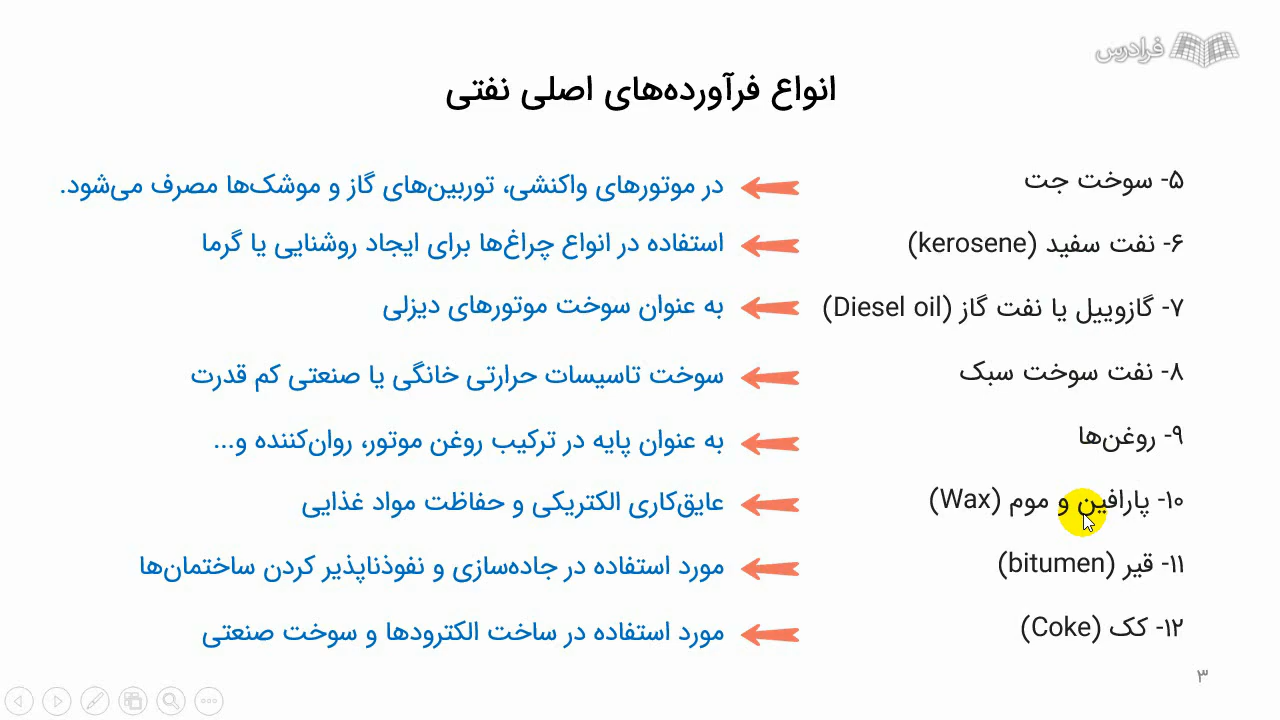 فرادرس
انواع فرآورده‌های اصلی نفتی
۵- سوخت جت
در موتورهای واکنشی، توربین‌های گاز و موشک‌ها مصرف می‌شود.
۶- نفت سفید (kerosene)
استفاده در انواع چراغ‌ها برای ایجاد روشنایی یا گرما
۷- گازوییل یا نفت گاز (Diesel oil)
به عنوان سوخت موتورهای دیزلی
۸- نفت سوخت سبک
سوخت تاسیسات حرارتی خانگی یا صنعتی کم قدرت
۹- روغن‌ها
به عنوان پایه در ترکیب روغن موتور، روان‌کننده و...
۱۰- پارافین و موم (Wax)
عایق‌کاری الکتریکی و حفاظت مواد غذایی
۱۱- قیر (bitumen)
مورد استفاده در جاده‌سازی و نفوذناپذیر کردن ساختمان‌ها
۱۲- کک (Coke)
مورد استفاده در ساخت الکترودها و سوخت صنعتی
۳